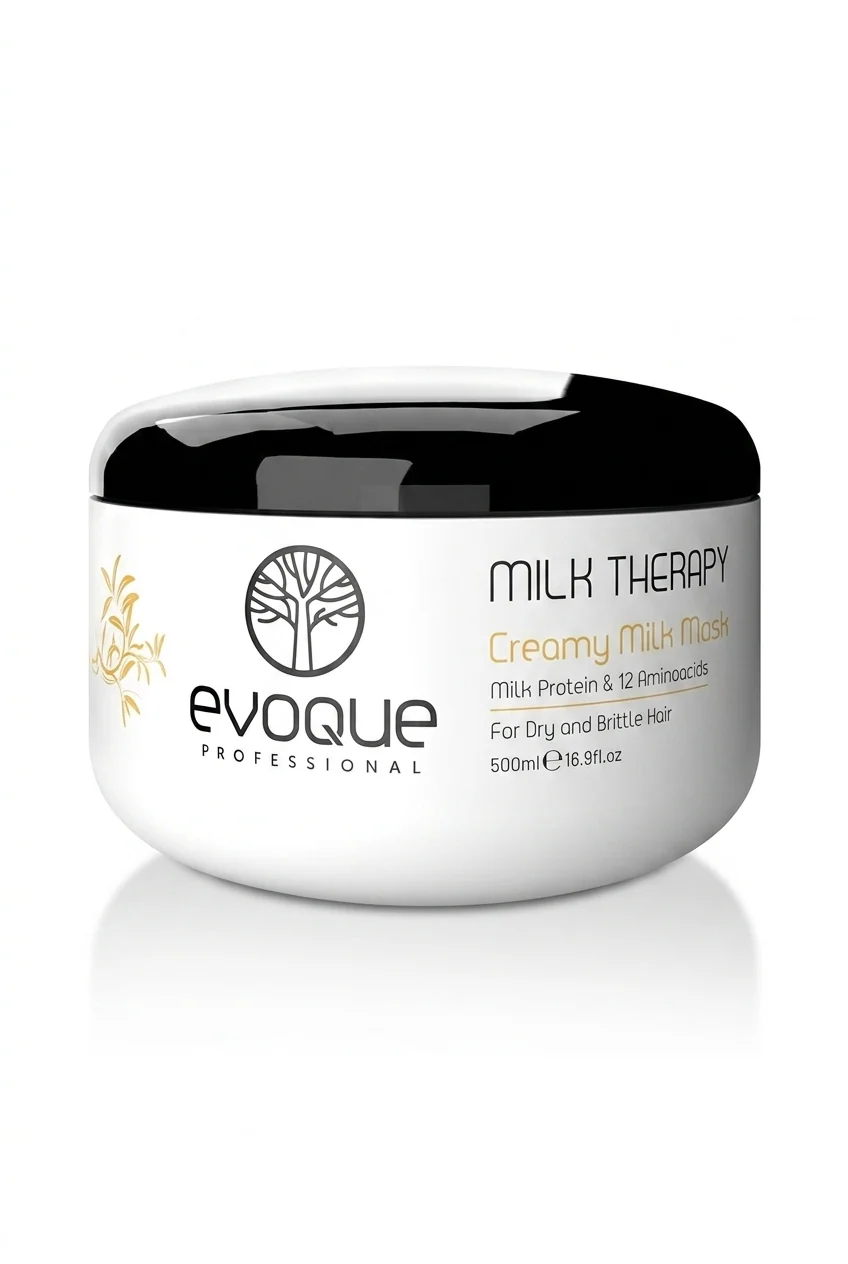 evoque
PROFESSIONAL
MILK THERAPY
Creamy Milk Mask
Milk Protein & 12 Aminoacids
For Dry and Brittle Hair
500ml℮16.9fl.oz